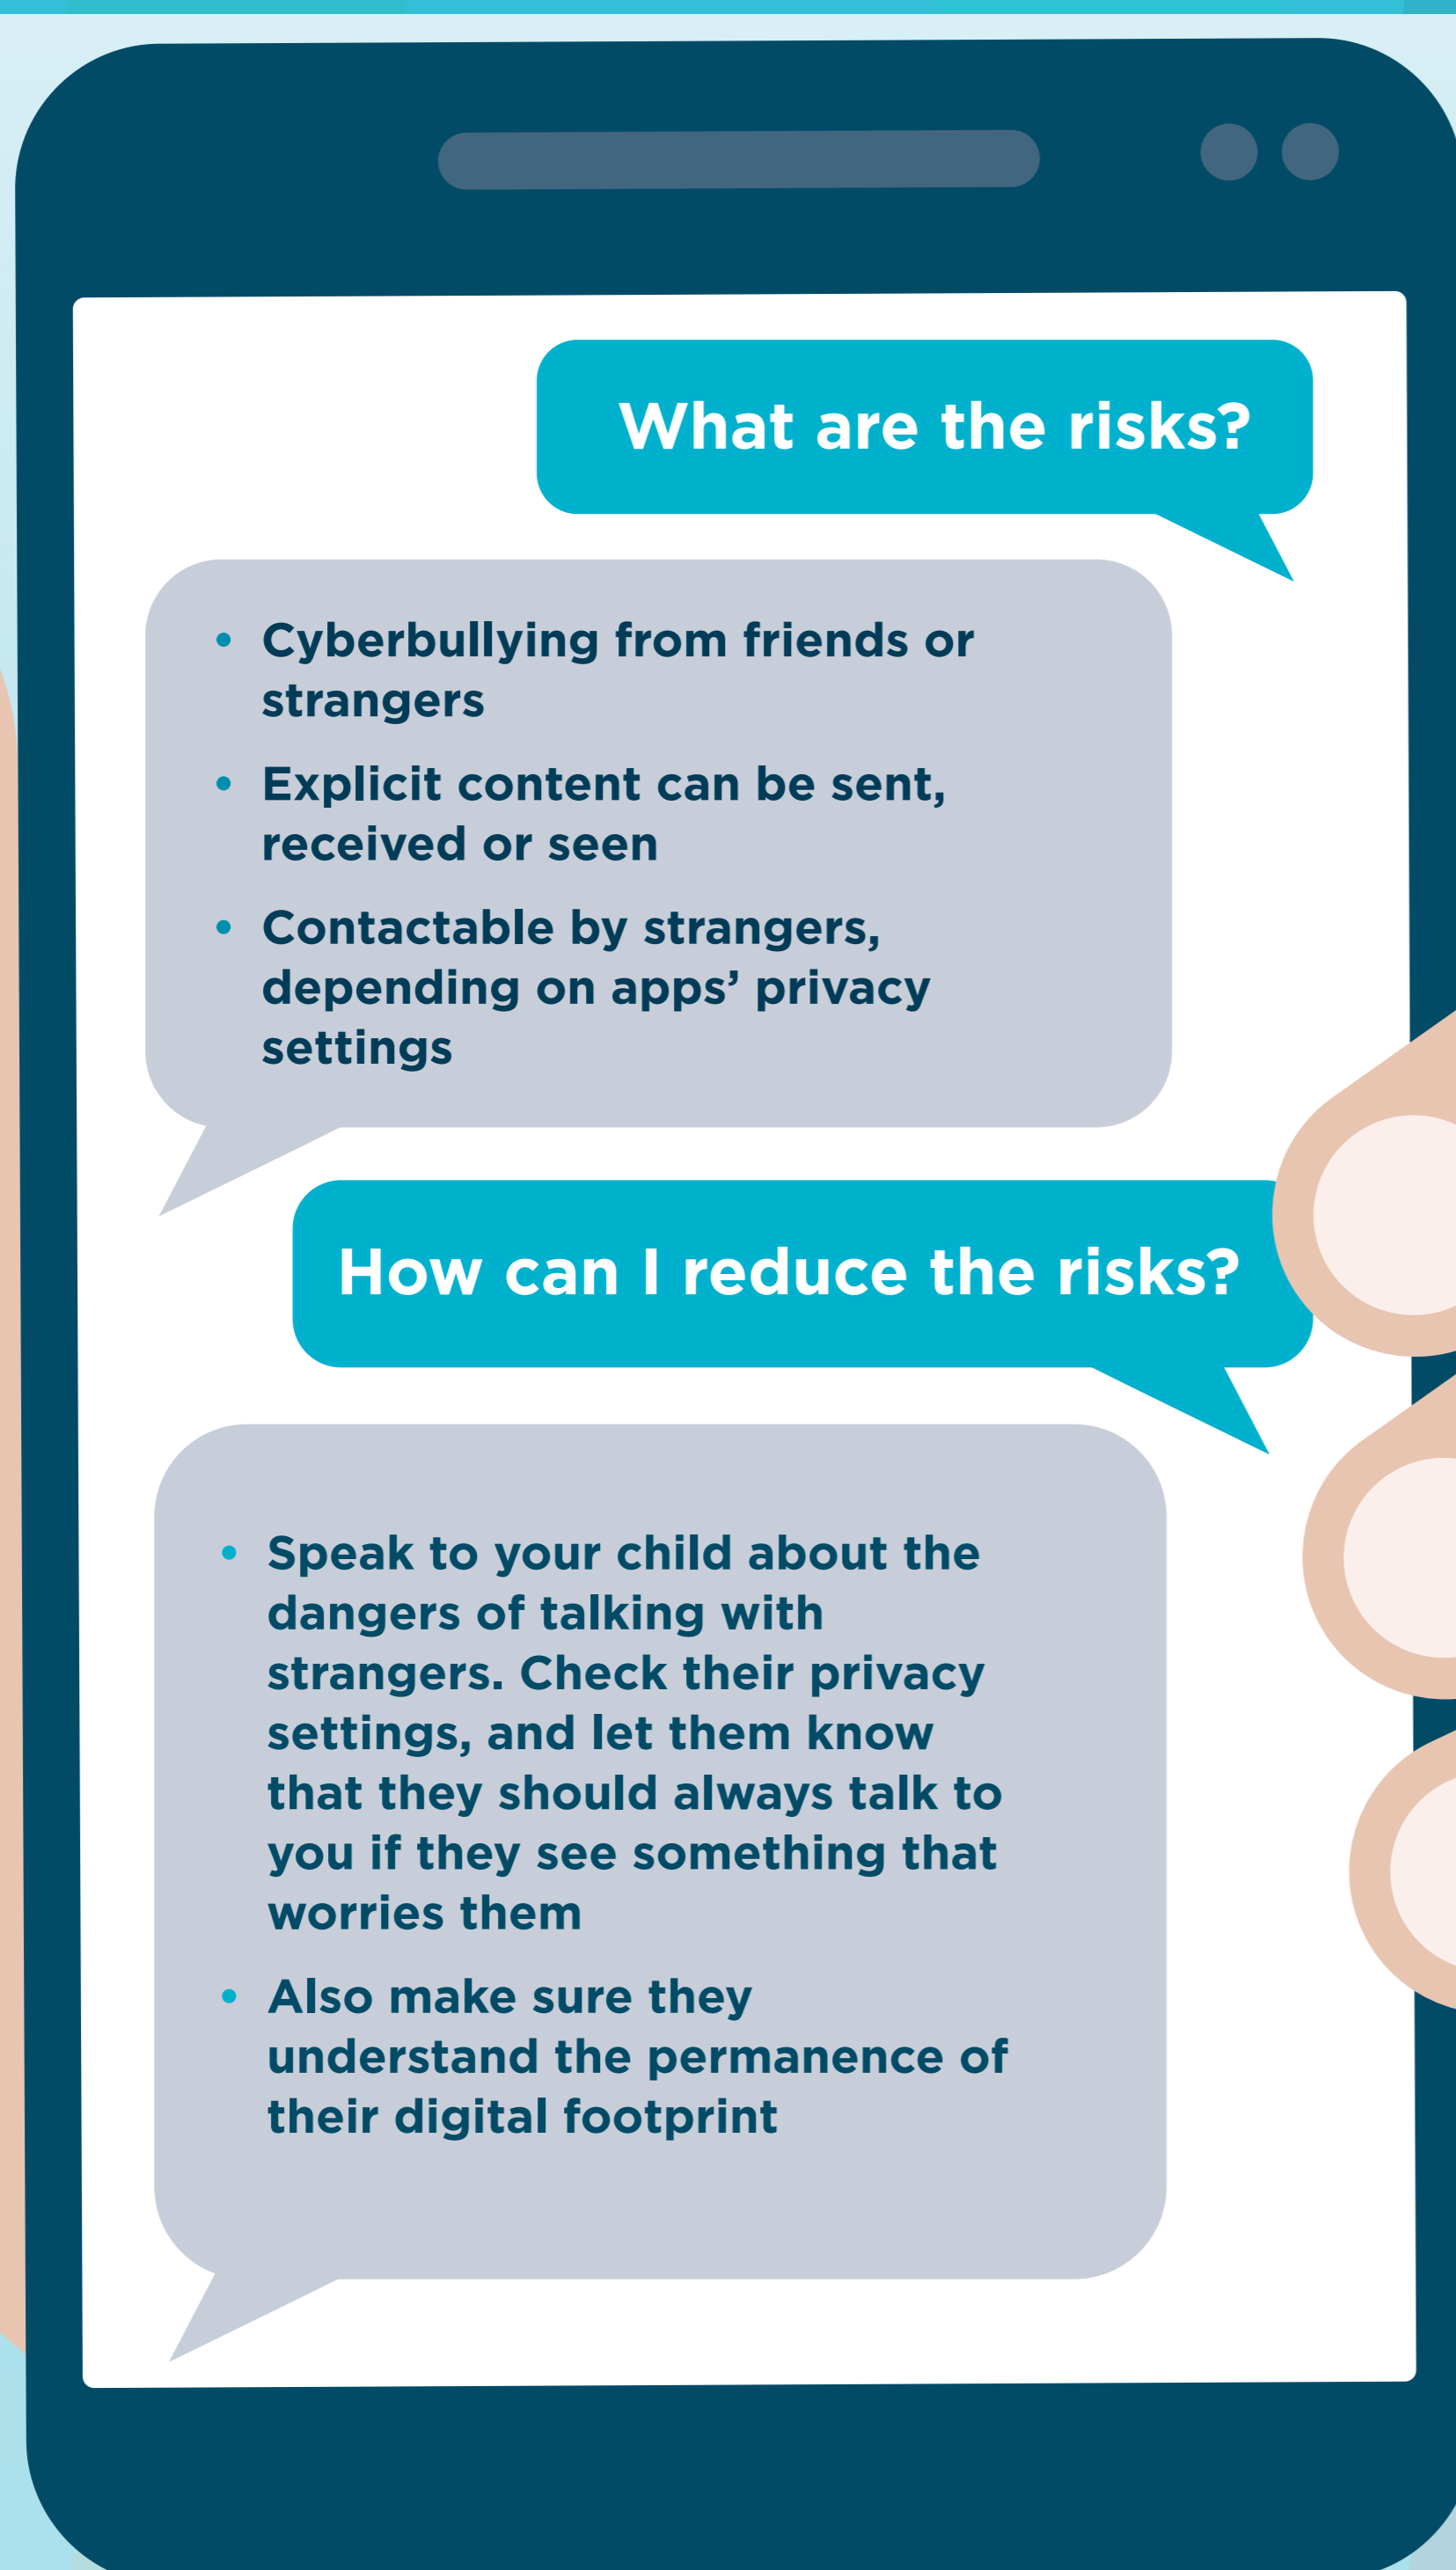 What are the risks?
• Cyberbullying from friends or
strangers
• Explicit content can be sent,
received or seen
• Contactable by strangers,
depending on apps’ privacy
settings
How can I reduce the risks?
• Speak to your child about the
dangers of talking with
strangers. Check their privacy
settings, and let them know
that they should always talk to
you if they see something that
worries them
• Also make sure they
understand the permanence of
their digital footprint